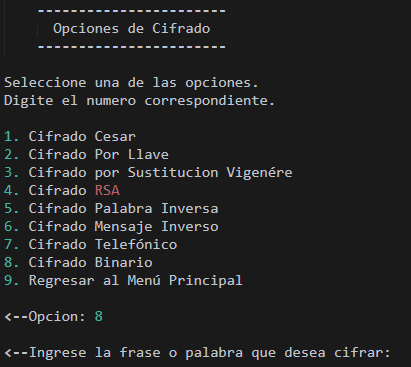 -----------------------
Opciones de Cifrado
-----------------------
Seleccione una de las opciones.
Digite el numero correspondiente.
1. Cifrado Cesar
2. Cifrado Por Llave
3. Cifrado por Sustitucion Vigenére
4. Cifrado RSA
5. Cifrado Palabra Inversa
6. Cifrado Mensaje Inverso
7. Cifrado Telefónico
8. Cifrado Binario
9. Regresar al Menú Principal
<--Opcion: 8
<--Ingrese la frase o palabra que desea cifrar: